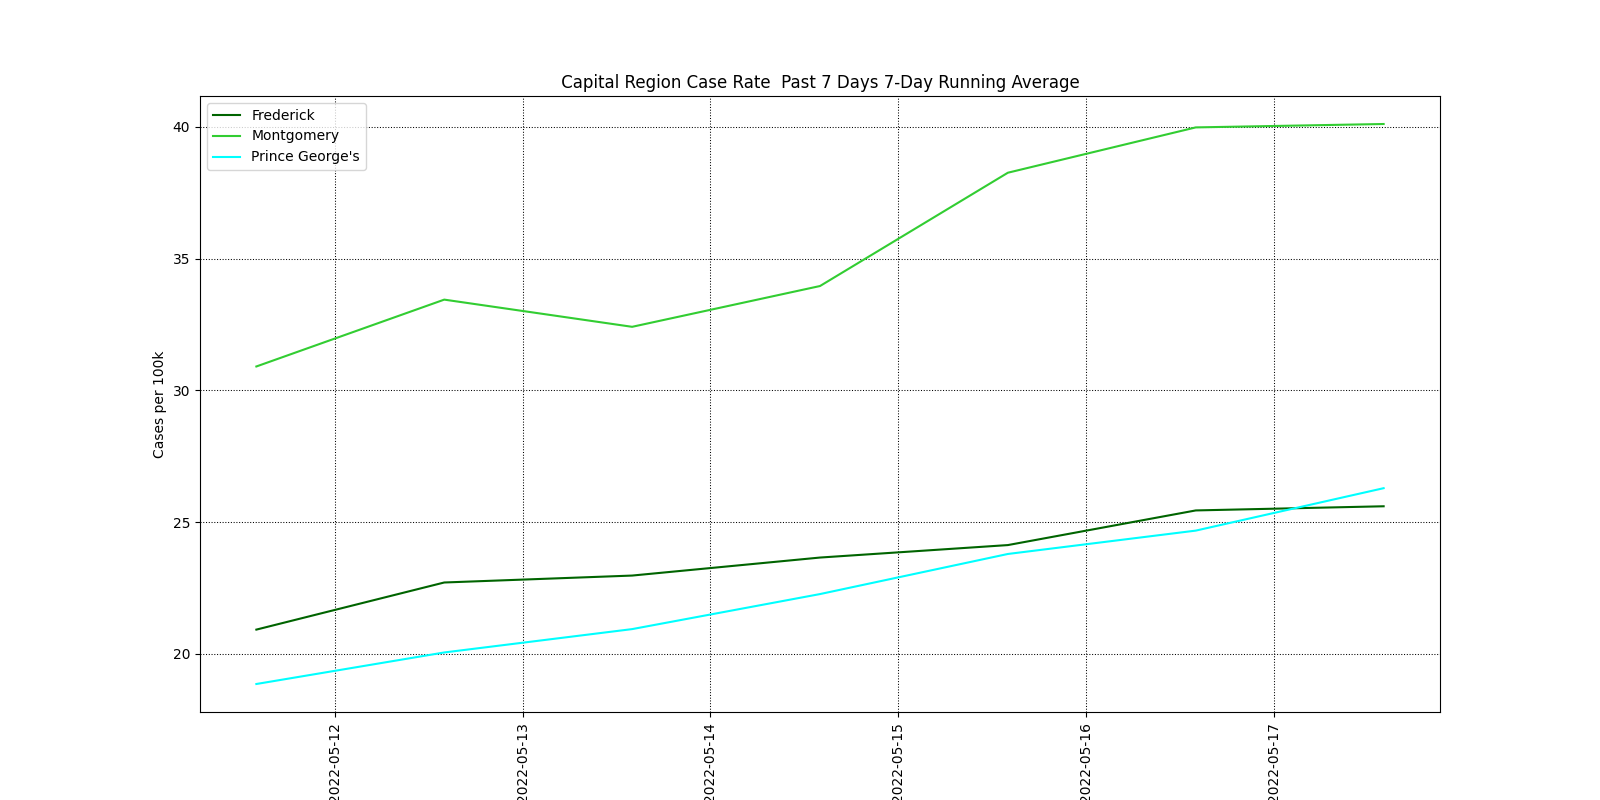 Capital Region Case Rate  Past 7 Days 7-Day Running Average
Frederick
Montgomery
Prince George's
Cases per 100k
40
35
30
25
20
2022-05-12
2022-05-13
2022-05-14
2022-05-15
2022-05-16
2022-05-17